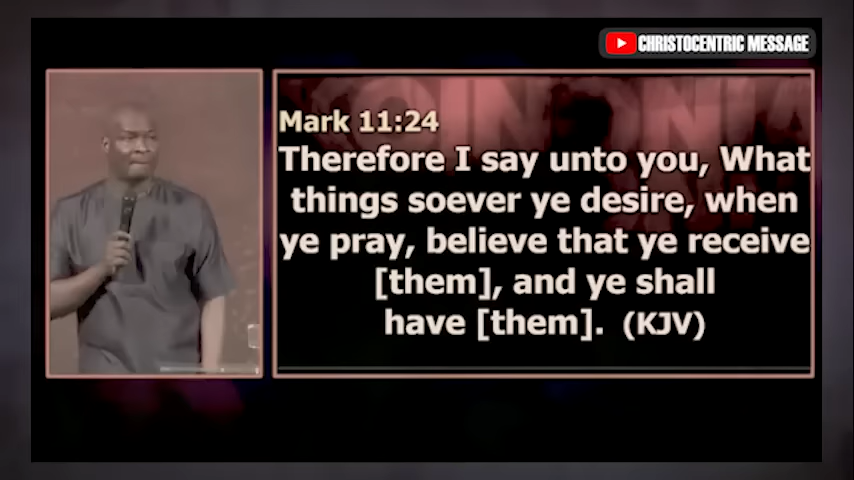 CHRISTOCENTRIC MESSAGE
Mark 11:24
Therefore I say unto you, What
things soever ye desire, when
ye pray, believe that ye receive
[them], and ye shall
have [them]. (KJV)